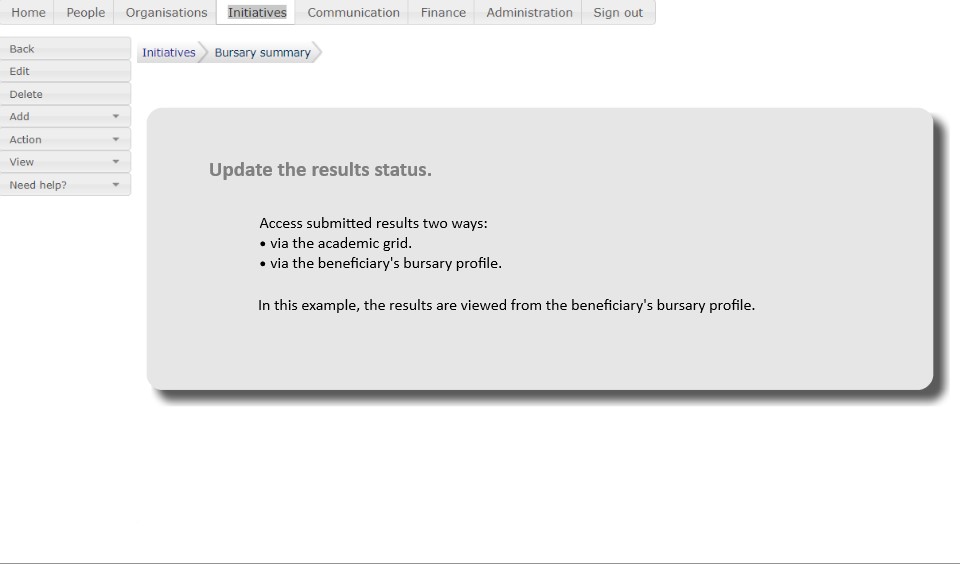 Home People Organisations Initiatives Communication Finance Administration Sign out
Back
Edit
Delete
Add
Action
View
Need help?
Initiatives Bursary summary
Update the results status.
Access submitted results two ways:
• via the academic grid.
• via the beneficiary's bursary profile.
In this example, the results are viewed from the beneficiary's bursary profile.